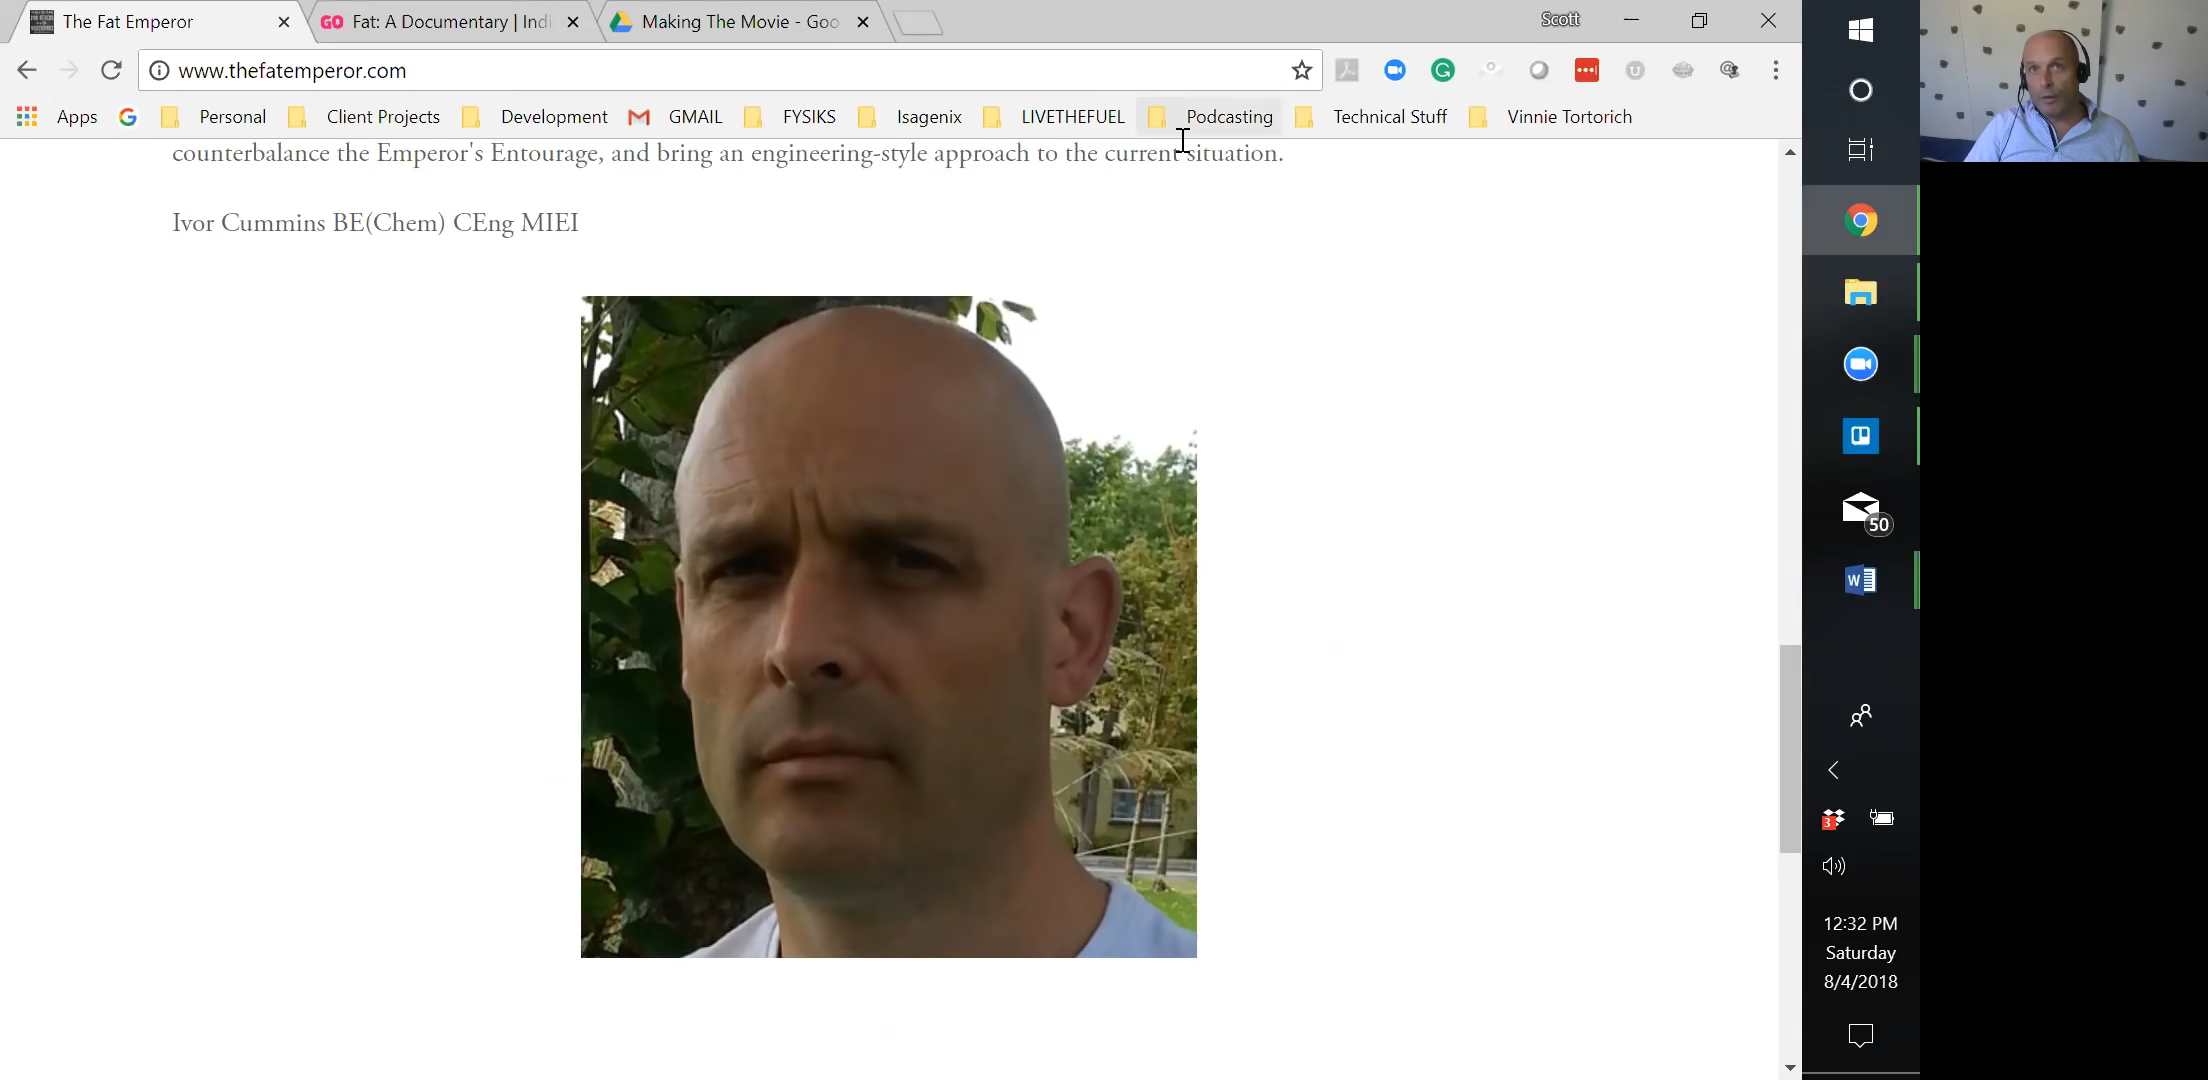 The Fat Emperor
GO Fat: A Documentary | Indi
Making The Movie - Goo
Scott
www.thefatemperor.com
Apps
Personal
Client Projects
Development
GMAIL
FYSIKS
Isagenix
LIVETHEFUEL
Podcasting
Technical Stuff
Vinnie Tortorich
counterbalance the Emperor's Entourage, and bring an engineering-style approach to the current situation.
Ivor Cummins BE(Chem) CEng MIEI
50
W
3
12:32 PM
Saturday
8/4/2018